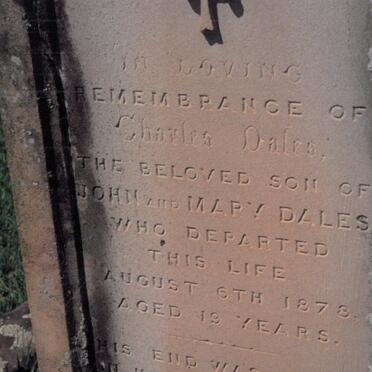 IN LOVING
REMEMBRANCE OF
Charles Dales,
THE BELOVED SON OF
JOHN AND MARY DALES
WHO DEPARTED
THIS LIFE
AUGUST 6TH 1878.
AGED 19 YEARS.
HIS END WAS